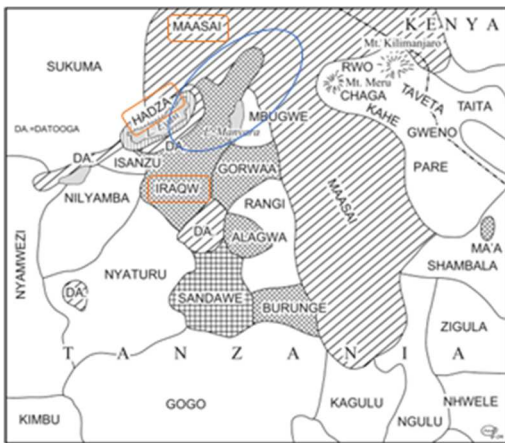 KENYA
MAASAI
Mt. Kilimanjaro
SUKUMA
RWO
Mt. Meru
HADZA
CHAGA
TAVETA
TAITA
KAHE
DA.=DATOOGA
MBUGWE
GWENO
L. Manyara
DA.
DA.
ISANZU
GORWAA
PARE
IRAQW
NILYAMBA
MAASAI
RANGI
NYAMWEZI
DA.
ALAGWA
MA'A
NYATURU
SHAMBALA
DA.
SANDAWE
BURUNGE
ZIGULA
TANZANIA
GOGO
KAGULU
NHWELE
KIMBU
NGULU